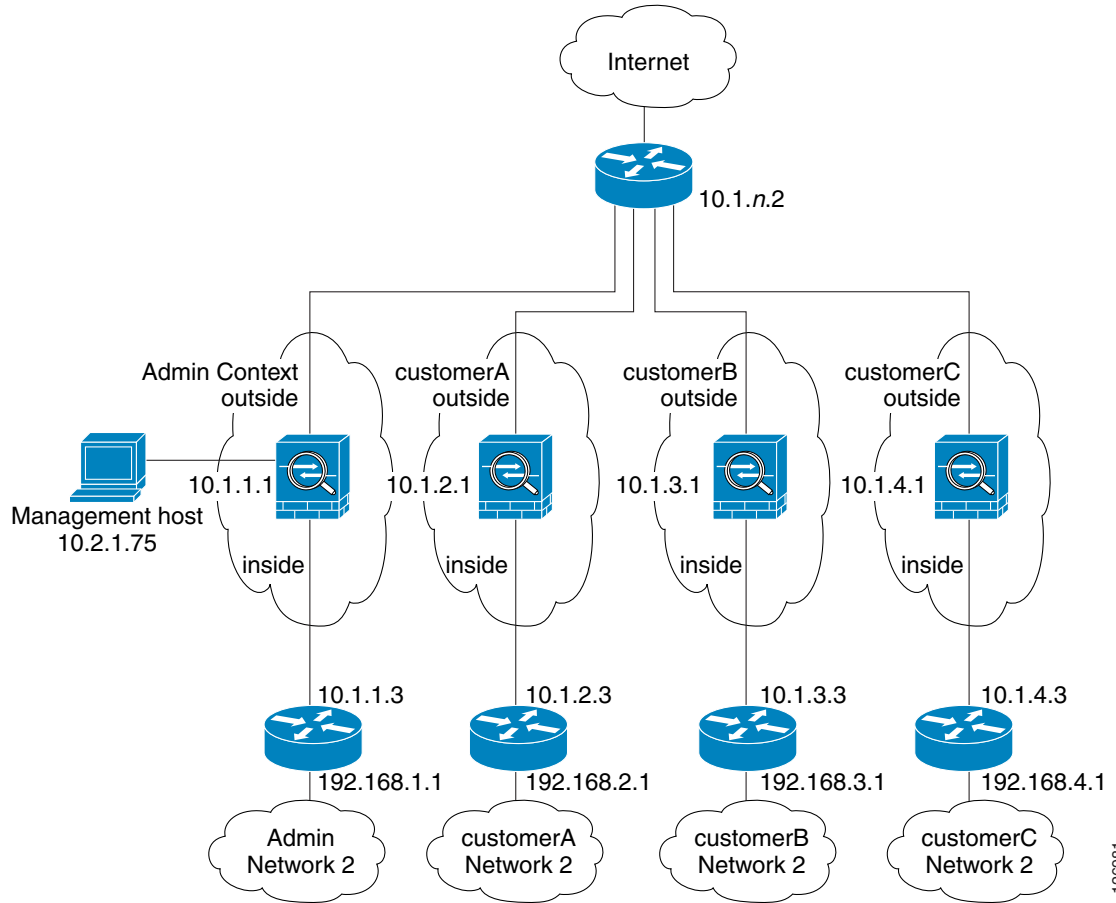 Internet
10.1.n.2
Admin Context
outside
customerA
outside
customerB
outside
customerC
outside
10.1.1.1
10.1.2.1
10.1.3.1
10.1.4.1
Management host
10.2.1.75
inside
inside
inside
inside
10.1.1.3
10.1.2.3
10.1.3.3
10.1.4.3
192.168.1.1
192.168.2.1
192.168.3.1
192.168.4.1
Admin
Network 2
customerA
Network 2
customerB
Network 2
customerC
Network 2